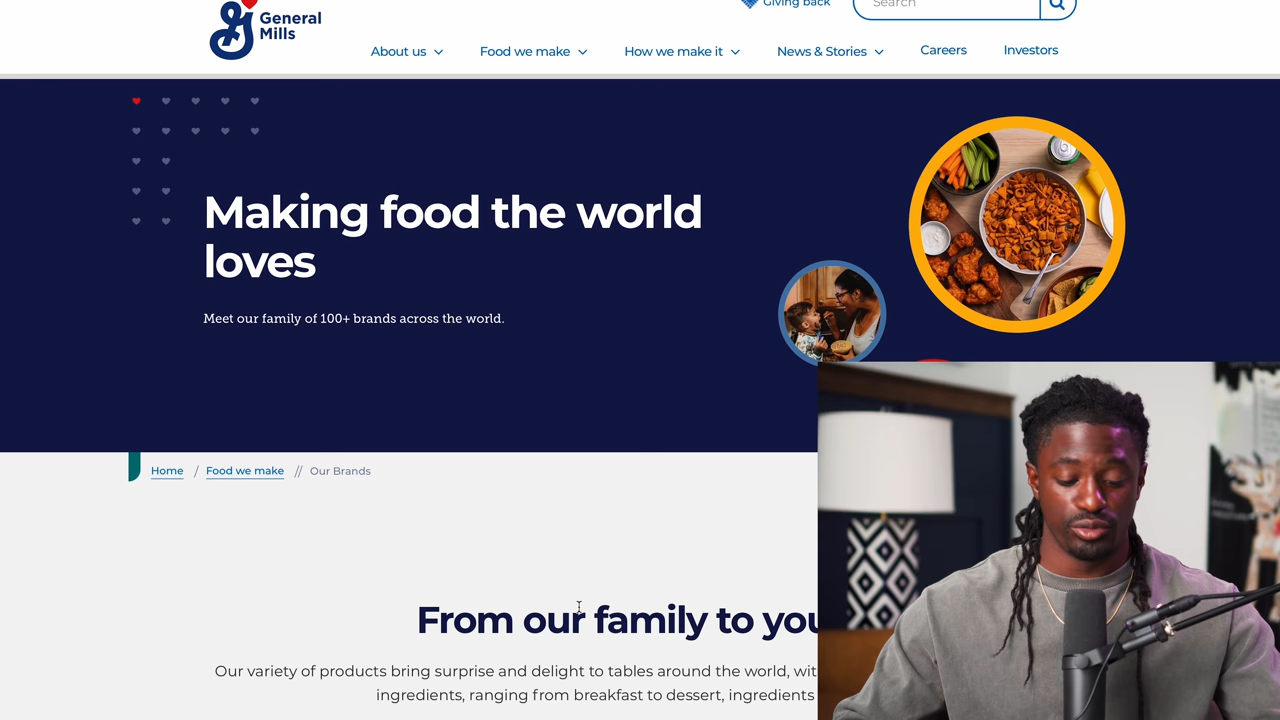 General
Mills
Giving back
Search
About us
Food we make
How we make it
News & Stories
Careers
Investors
Making food the world
loves
Meet our family of 100+ brands across the world.
Home / Food we make // Our Brands
From our family to you
Our variety of products bring surprise and delight to tables around the world, wit
ingredients, ranging from breakfast to dessert, ingredients